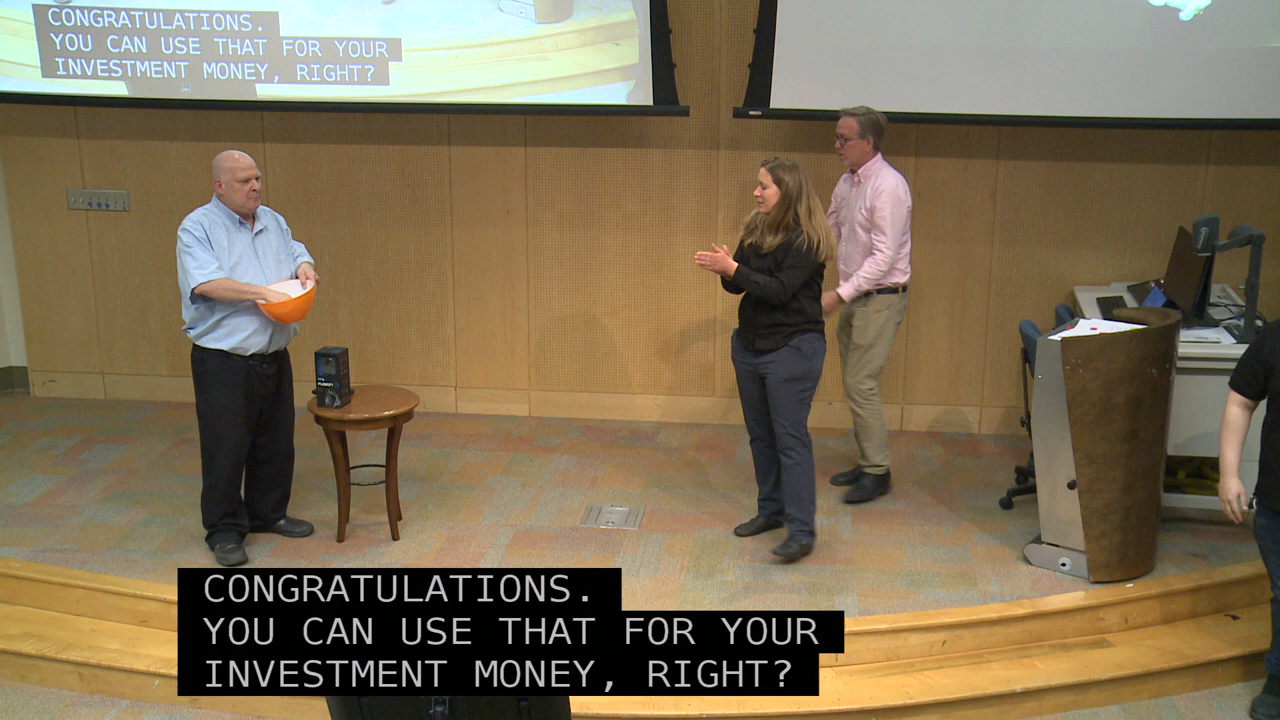 CONGRATULATIONS.
YOU CAN USE THAT FOR YOUR
INVESTMENT MONEY, RIGHT?
FUSION
CONGRATULATIONS.
YOU CAN USE THAT FOR YOUR
INVESTMENT MONEY, RIGHT?